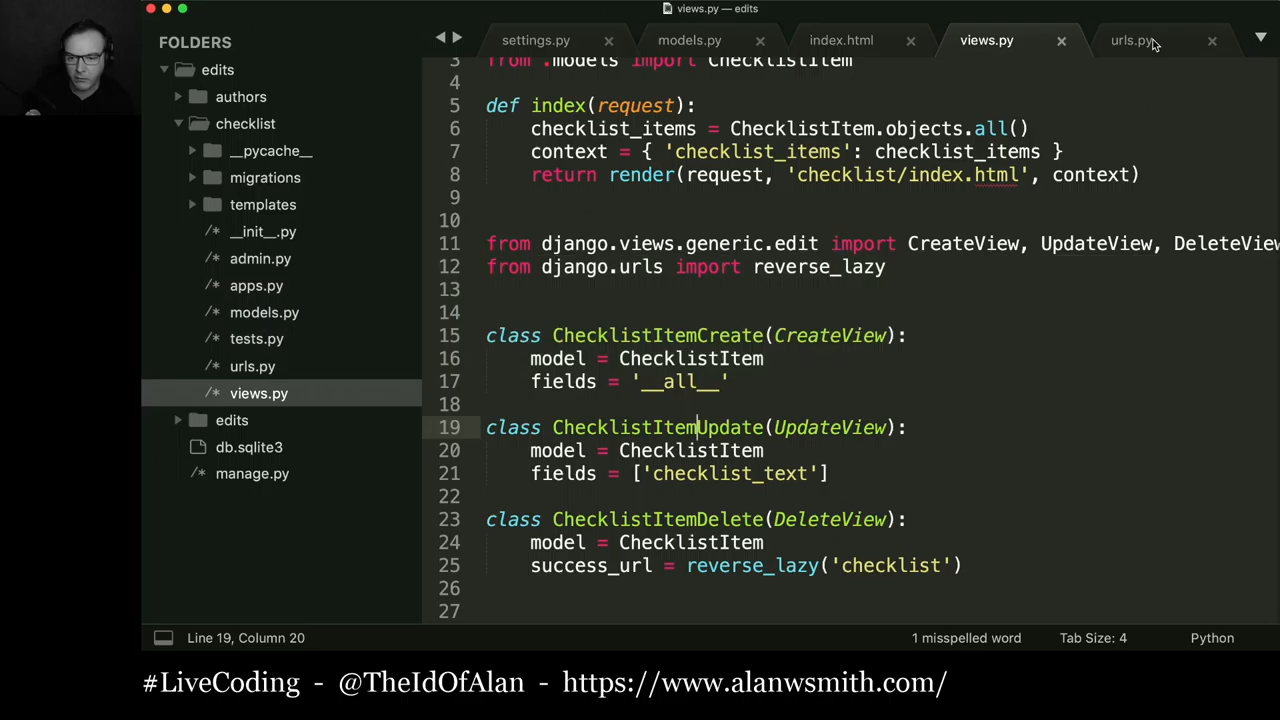 views.py — edits
FOLDERS
edits
authors
checklist
__pycache__
migrations
templates
/* __init__.py
/* admin.py
/* apps.py
/* models.py
/* tests.py
/* urls.py
/* views.py
edits
db.sqlite3
/* manage.py
settings.py × models.py × index.html × views.py × urls.py ×
3 from .models import ChecklistItem
4
5 def index(request):
6 checklist_items = ChecklistItem.objects.all()
7 context = { 'checklist_items': checklist_items }
8 return render(request, 'checklist/index.html', context)
9
10
11 from django.views.generic.edit import CreateView, UpdateView, DeleteView
12 from django.urls import reverse_lazy
13
14
15 class ChecklistItemCreate(CreateView):
16 model = ChecklistItem
17 fields = '__all__'
18
19 class ChecklistItemUpdate(UpdateView):
20 model = ChecklistItem
21 fields = ['checklist_text']
22
23 class ChecklistItemDelete(DeleteView):
24 model = ChecklistItem
25 success_url = reverse_lazy('checklist')
26
27
Line 19, Column 20 1 misspelled word Tab Size: 4 Python
#LiveCoding - @TheIdOfAlan - https://www.alanwsmith.com/